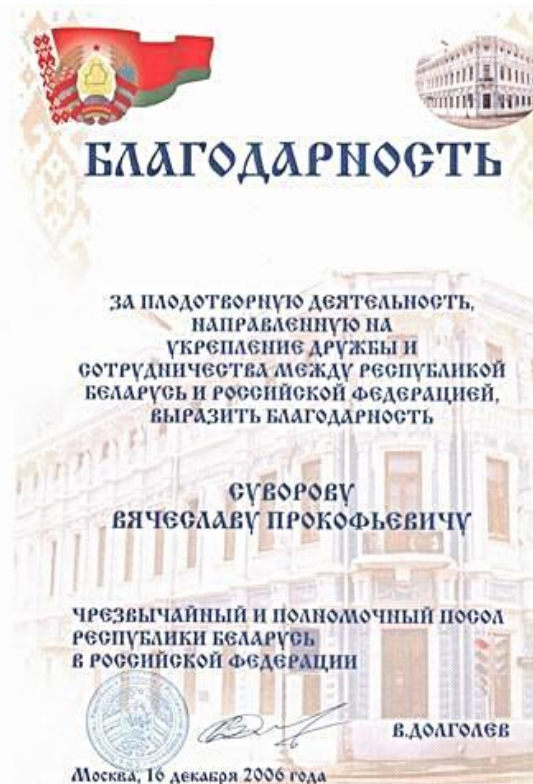 БЛАГОДАРНОСТЬ
ЗА ПЛОДОТВОРНУЮ ДЕЯТЕЛЬНОСТЬ,
НАПРАВЛЕННУЮ НА
УКРЕПЛЕНИЕ ДРУЖБЫ И
СОТРУДНИЧЕСТВА МЕЖДУ РЕСПУБЛИКОЙ
БЕЛАРУСЬ И РОССИЙСКОЙ ФЕДЕРАЦИЕЙ,
ВЫРАЗИТЬ БЛАГОДАРНОСТЬ
СУВОРОВУ
ВЯЧЕСЛАВУ ПРОКОФЬЕВИЧУ
ЧРЕЗВЫЧАЙНЫЙ И ПОЛНОМОЧНЫЙ ПОСОЛ
РЕСПУБЛИКИ БЕЛАРУСЬ
В РОССИЙСКОЙ ФЕДЕРАЦИИ
В.ДОЛГОЛЕВ
Москва, 16 декабря 2006 года